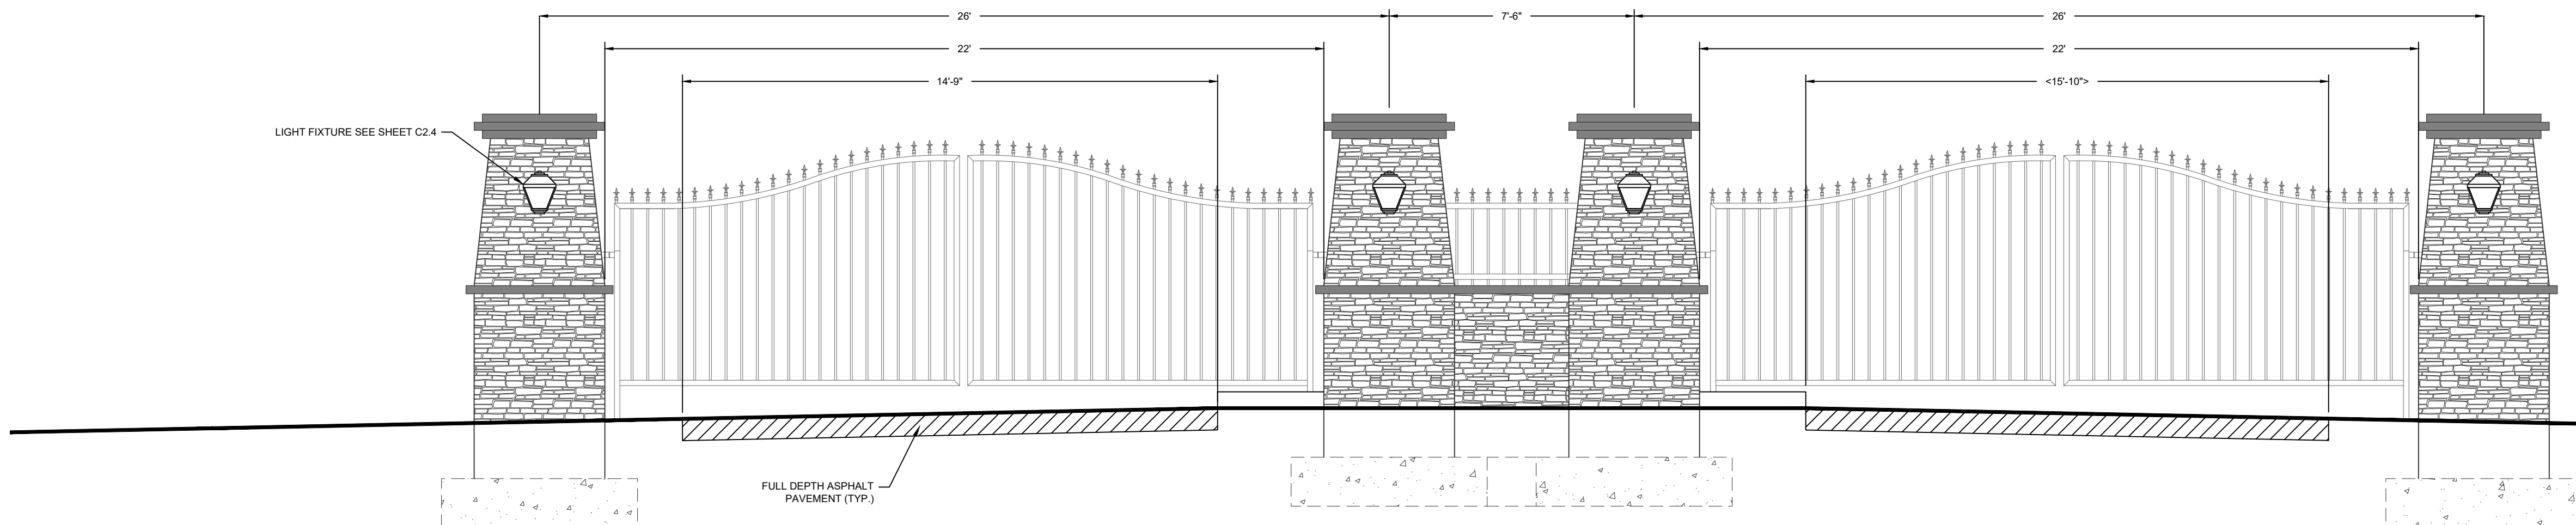 26'
7'-6"
26'
22'
22'
14'-9"
<15'-10">
LIGHT FIXTURE SEE SHEET C2.4
FULL DEPTH ASPHALT
PAVEMENT (TYP.)